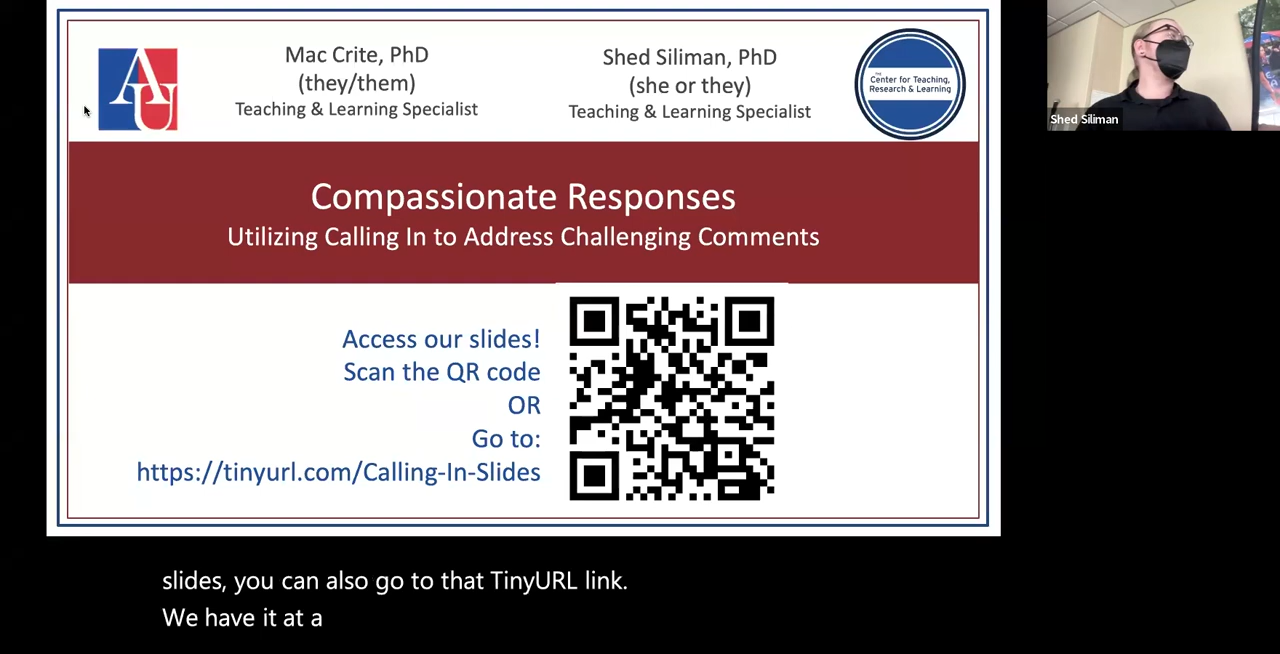 AU
Mac Crite, PhD
(they/them)
Teaching & Learning Specialist
Shed Siliman, PhD
(she or they)
Teaching & Learning Specialist
THE
Center for Teaching,
Research & Learning
Shed Siliman
Compassionate Responses
Utilizing Calling In to Address Challenging Comments
Access our slides!
Scan the QR code
OR
Go to:
https://tinyurl.com/Calling-In-Slides
slides, you can also go to that TinyURL link.
We have it at a